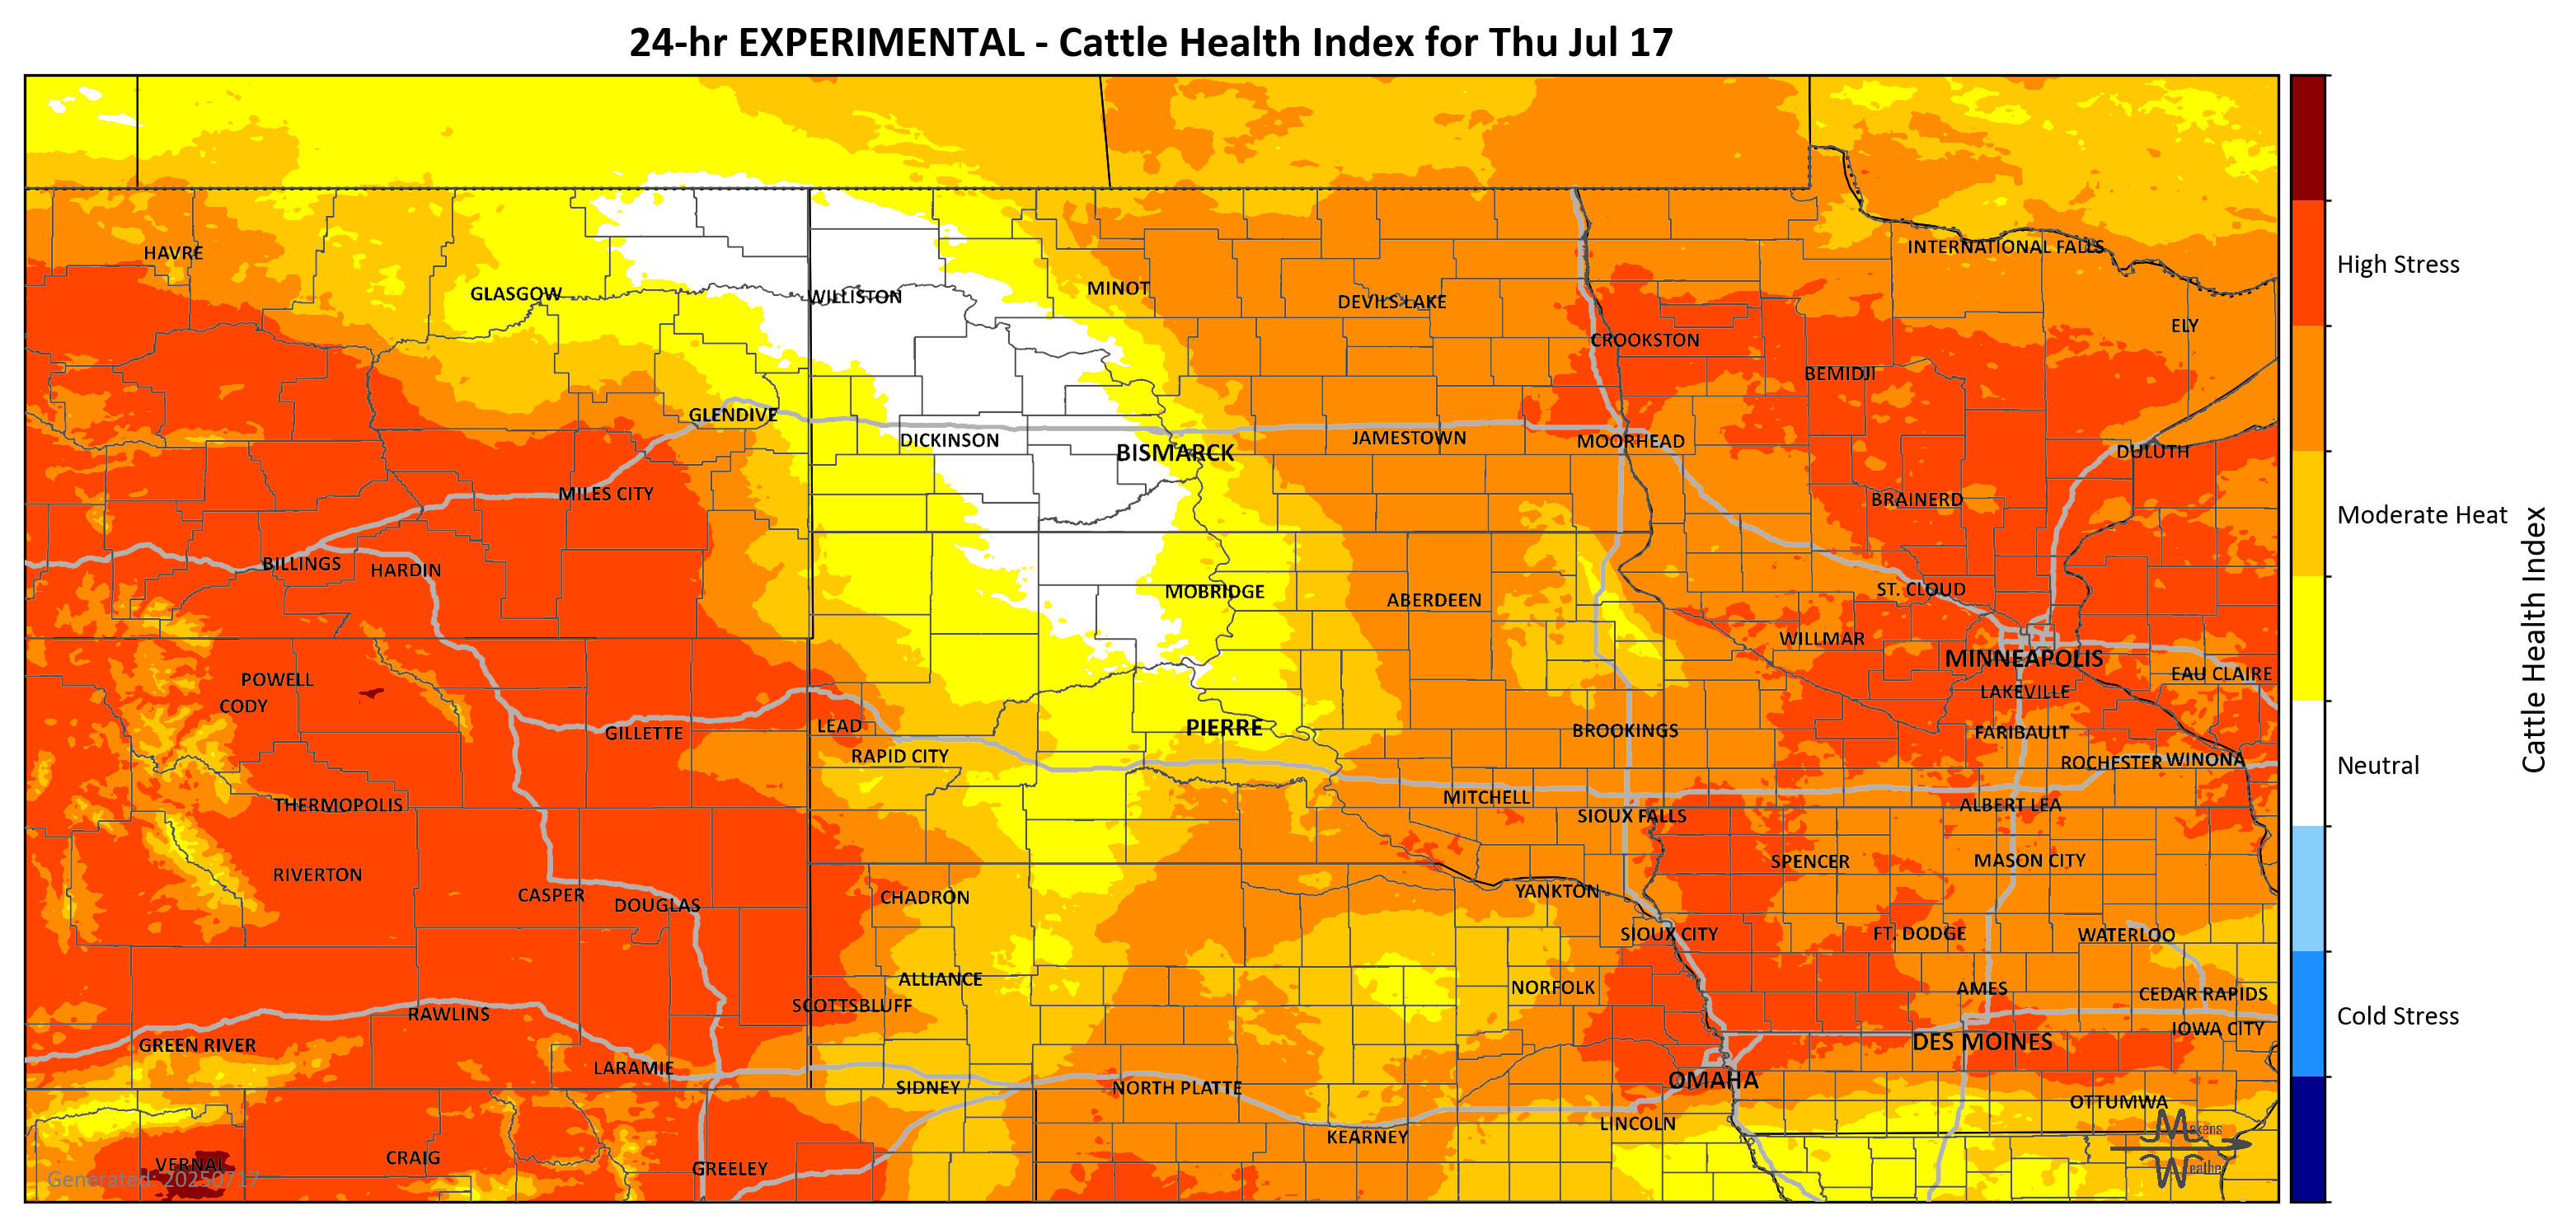 24-hr EXPERIMENTAL - Cattle Health Index for Thu Jul 17
HAVRE
INTERNATIONAL FALLS
High Stress
GLASGOW
WILLISTON
MINOT
DEVILS LAKE
ELY
CROOKSTON
BEMIDJI
GLENDIVE
DICKINSON
BISMARCK
JAMESTOWN
MOORHEAD
DULUTH
MILES CITY
BRAINERD
Moderate Heat
BILLINGS
HARDIN
MOBRIDGE
ABERDEEN
ST. CLOUD
WILLMAR
MINNEAPOLIS
Cattle Health Index
POWELL
EAU CLAIRE
CODY
LAKEVILLE
GILLETTE
LEAD
PIERRE
BROOKINGS
FARIBAULT
RAPID CITY
ROCHESTER
WINONA
Neutral
THERMOPOLIS
MITCHELL
SIOUX FALLS
ALBERT LEA
RIVERTON
SPENCER
MASON CITY
CASPER
DOUGLAS
CHADRON
YANKTON
SIOUX CITY
FT. DODGE
WATERLOO
ALLIANCE
NORFOLK
AMES
CEDAR RAPIDS
SCOTTSBLUFF
RAWLINS
Cold Stress
GREEN RIVER
IOWA CITY
DES MOINES
LARAMIE
SIDNEY
NORTH PLATTE
OMAHA
OTTUMWA
LINCOLN
KEARNEY
Makens
Weather
VERNAL
CRAIG
GREELEY
Generated: 20250717